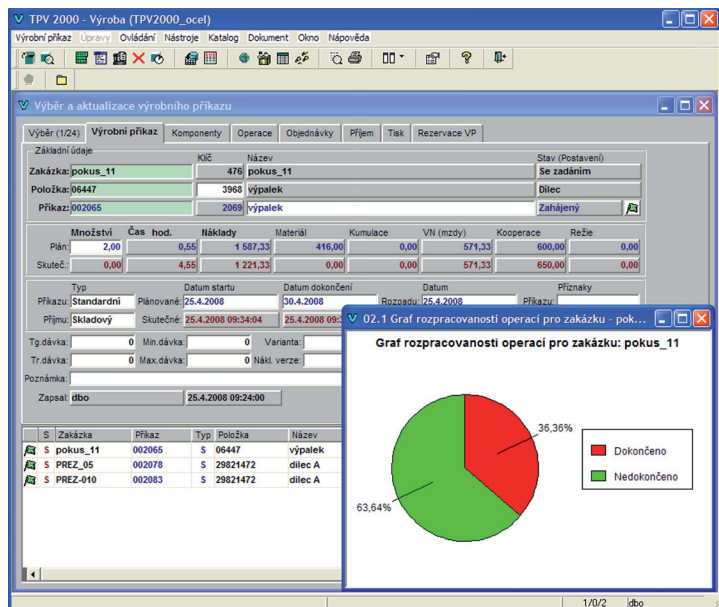 TPV 2000 - Výroba (TPV2000_ocel)
Výrobní příkaz Úpravy Ovládání Nástroje Katalog Dokument Okno Nápověda
Výběr a aktualizace výrobního příkazu
Výběr (1/24) Výrobní příkaz Komponenty Operace Objednávky Příjem Tisk Rezervace VP
Základní údaje Klíč Název Stav (Postavení)
Zakázka: pokus_11 476 pokus_11 Se zadáním
Položka: 06447 3968 výpalek Dílec
Příkaz: 002065 2069 výpalek Zahájený
Množství Čas hod. Náklady Materiál Kumulace VN (mzdy) Kooperace Režie
Plán: 2,00 0,55 1 587,33 416,00 0,00 571,33 600,00 0,00
Skuteč.: 0,00 4,55 1 221,33 0,00 0,00 571,33 650,00 0,00
Typ Datum startu Datum dokončení Datum Příznaky
Příkazu: Standardní Plánované: 25.4.2008 30.4.2008 Rozpadu: 25.4.2008 Příkazu:
Příjmu: Skladový Skutečné: 25.4.2008 09:34:04 25.4.2008 09:3
Tg.dávka: 0 Min.dávka: 0 Varianta:
Tr.dávka: 0 Max.dávka: 0 Nákl. verze:
Poznámka:
Zapsal: dbo 25.4.2008 09:24:00
S Zakázka Příkaz Typ Položka Název
S pokus_11 002065 S 06447 výpalek
S PREZ_05 002078 S 29821472 dílec A
S PREZ-010 002083 S 29821472 dílec A
02.1 Graf rozpracovanosti operací pro zakázku - pok...
Graf rozpracovanosti operací pro zakázku: pokus_11
36,36%
63,64%
Dokončeno
Nedokončeno
1/0/2 dbo